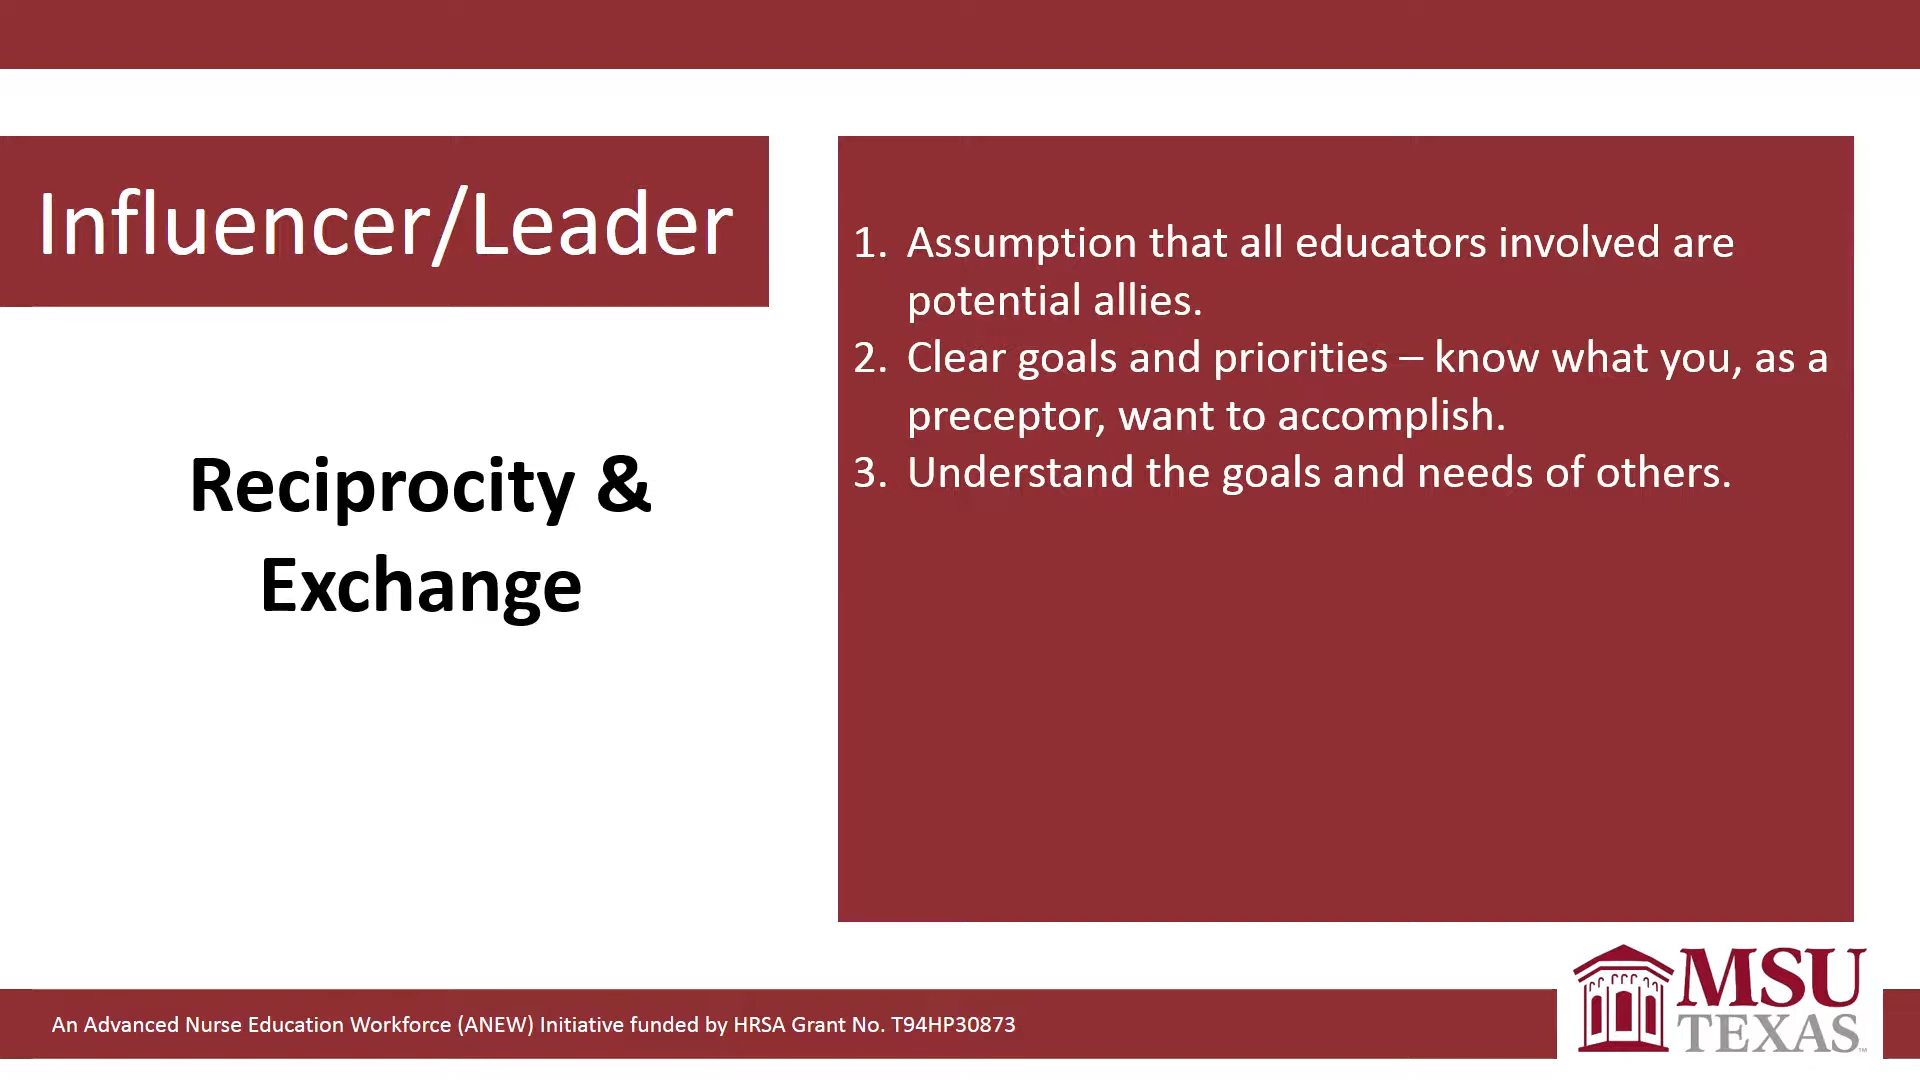 Influencer/Leader
Reciprocity &
Exchange
1. Assumption that all educators involved are
potential allies.
2. Clear goals and priorities – know what you, as a
preceptor, want to accomplish.
3. Understand the goals and needs of others.
An Advanced Nurse Education Workforce (ANEW) Initiative funded by HRSA Grant No. T94HP30873
MSU
TEXAS™